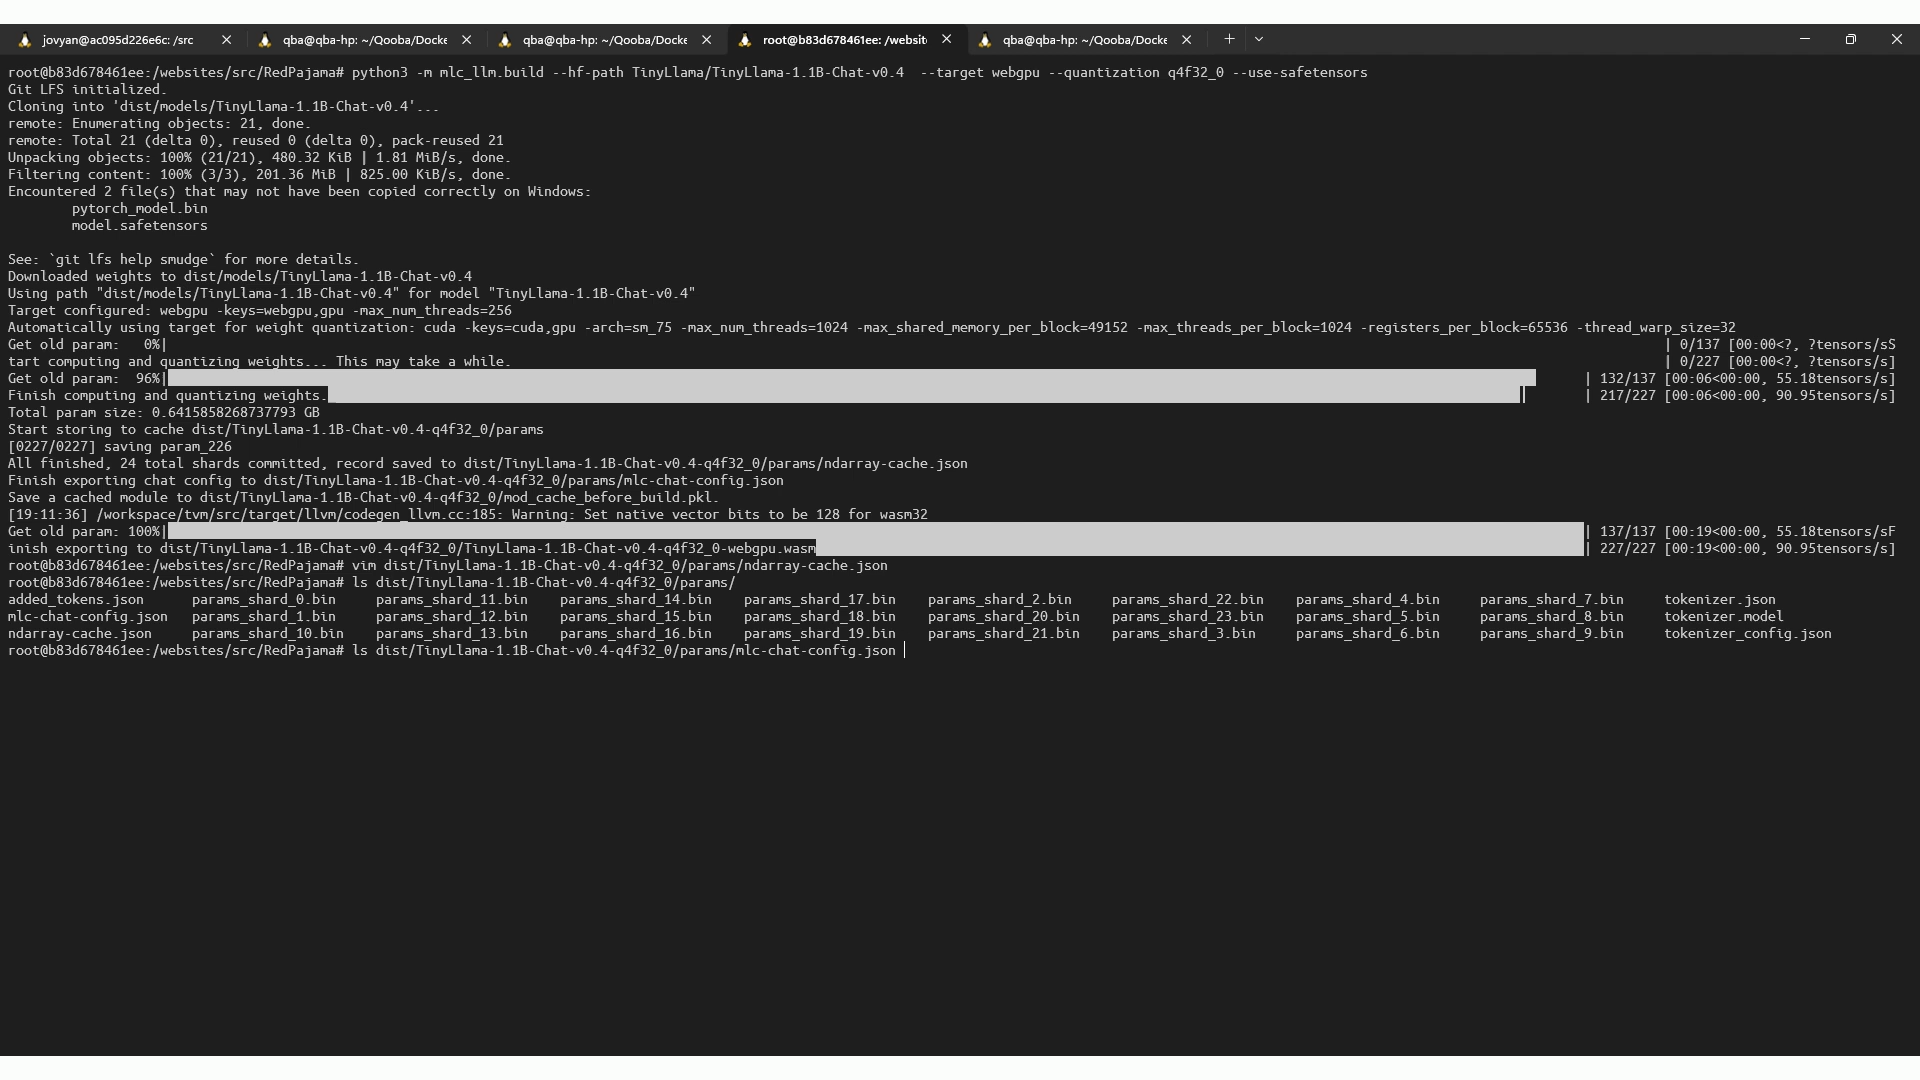 jovyan@ac095d226e6c: /src
qba@qba-hp: ~/Qooba/Docke
qba@qba-hp: ~/Qooba/Docke
root@b83d678461ee: /websit
qba@qba-hp: ~/Qooba/Docke
root@b83d678461ee:/websites/src/RedPajama# python3 -m mlc_llm.build --hf-path TinyLlama/TinyLlama-1.1B-Chat-v0.4  --target webgpu --quantization q4f32_0 --use-safetensors
Git LFS initialized.
Cloning into 'dist/models/TinyLlama-1.1B-Chat-v0.4'...
remote: Enumerating objects: 21, done.
remote: Total 21 (delta 0), reused 0 (delta 0), pack-reused 21
Unpacking objects: 100% (21/21), 480.32 KiB | 1.81 MiB/s, done.
Filtering content: 100% (3/3), 201.36 MiB | 825.00 KiB/s, done.
Encountered 2 file(s) that may not have been copied correctly on Windows:
        pytorch_model.bin
        model.safetensors
See: `git lfs help smudge` for more details.
Downloaded weights to dist/models/TinyLlama-1.1B-Chat-v0.4
Using path "dist/models/TinyLlama-1.1B-Chat-v0.4" for model "TinyLlama-1.1B-Chat-v0.4"
Target configured: webgpu -keys=webgpu,gpu -max_num_threads=256
Automatically using target for weight quantization: cuda -keys=cuda,gpu -arch=sm_75 -max_num_threads=1024 -max_shared_memory_per_block=49152 -max_threads_per_block=1024 -registers_per_block=65536 -thread_warp_size=32
Get old param:   0%| | 0/137 [00:00<?, ?tensors/sS
tart computing and quantizing weights... This may take a while. | 0/227 [00:00<?, ?tensors/s]
Get old param:  96%| | 132/137 [00:06<00:00, 55.18tensors/s]
Finish computing and quantizing weights. | 217/227 [00:06<00:00, 90.95tensors/s]
Total param size: 0.6415858268737793 GB
Start storing to cache dist/TinyLlama-1.1B-Chat-v0.4-q4f32_0/params
[0227/0227] saving param_226
All finished, 24 total shards committed, record saved to dist/TinyLlama-1.1B-Chat-v0.4-q4f32_0/params/ndarray-cache.json
Finish exporting chat config to dist/TinyLlama-1.1B-Chat-v0.4-q4f32_0/params/mlc-chat-config.json
Save a cached module to dist/TinyLlama-1.1B-Chat-v0.4-q4f32_0/mod_cache_before_build.pkl.
[19:11:36] /workspace/tvm/src/target/llvm/codegen_llvm.cc:185: Warning: Set native vector bits to be 128 for wasm32
Get old param: 100%| | 137/137 [00:19<00:00, 55.18tensors/sF
inish exporting to dist/TinyLlama-1.1B-Chat-v0.4-q4f32_0/TinyLlama-1.1B-Chat-v0.4-q4f32_0-webgpu.wasm | 227/227 [00:19<00:00, 90.95tensors/s]
root@b83d678461ee:/websites/src/RedPajama# vim dist/TinyLlama-1.1B-Chat-v0.4-q4f32_0/params/ndarray-cache.json
root@b83d678461ee:/websites/src/RedPajama# ls dist/TinyLlama-1.1B-Chat-v0.4-q4f32_0/params/
added_tokens.json      params_shard_0.bin     params_shard_11.bin    params_shard_14.bin    params_shard_17.bin    params_shard_2.bin     params_shard_22.bin    params_shard_4.bin     params_shard_7.bin     tokenizer.json
mlc-chat-config.json   params_shard_1.bin     params_shard_12.bin    params_shard_15.bin    params_shard_18.bin    params_shard_20.bin    params_shard_23.bin    params_shard_5.bin     params_shard_8.bin     tokenizer.model
ndarray-cache.json     params_shard_10.bin    params_shard_13.bin    params_shard_16.bin    params_shard_19.bin    params_shard_21.bin    params_shard_3.bin     params_shard_6.bin     params_shard_9.bin     tokenizer_config.json
root@b83d678461ee:/websites/src/RedPajama# ls dist/TinyLlama-1.1B-Chat-v0.4-q4f32_0/params/mlc-chat-config.json